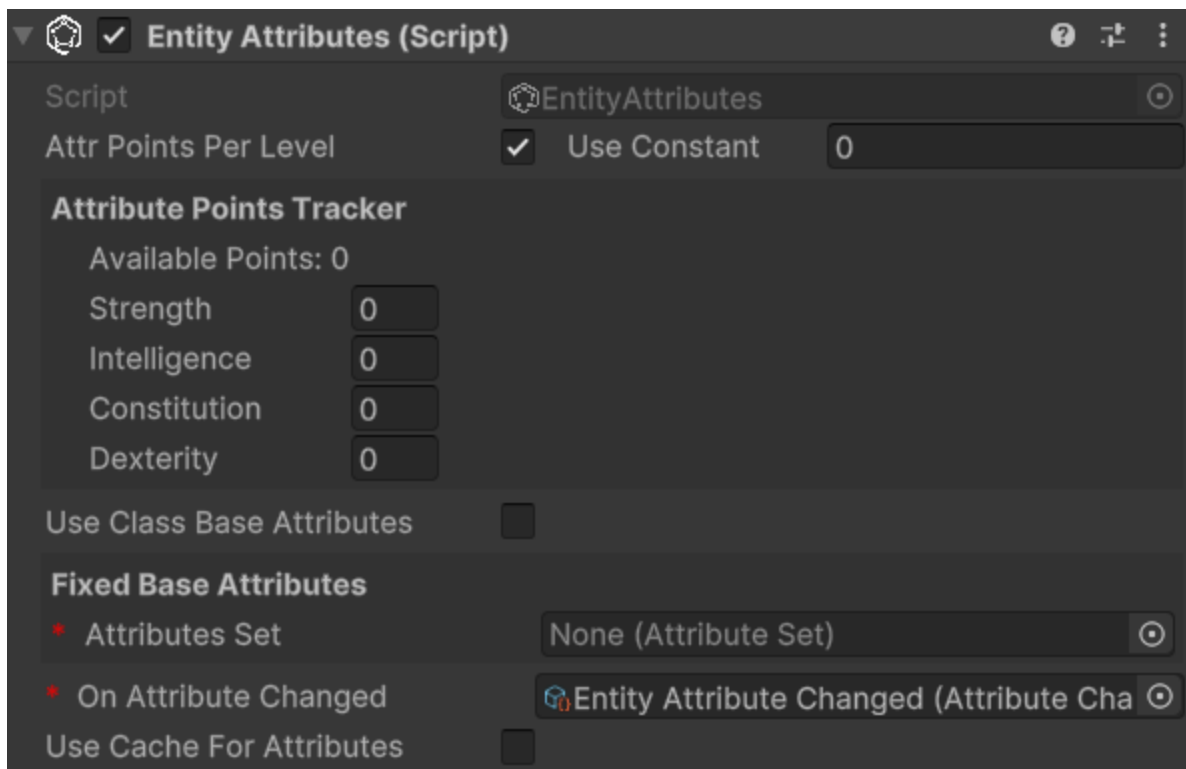 Entity Attributes (Script)
Script EntityAttributes
Attr Points Per Level Use Constant 0
Attribute Points Tracker
Available Points: 0
Strength 0
Intelligence 0
Constitution 0
Dexterity 0
Use Class Base Attributes
Fixed Base Attributes
* Attributes Set None (Attribute Set)
* On Attribute Changed Entity Attribute Changed (Attribute Cha
Use Cache For Attributes